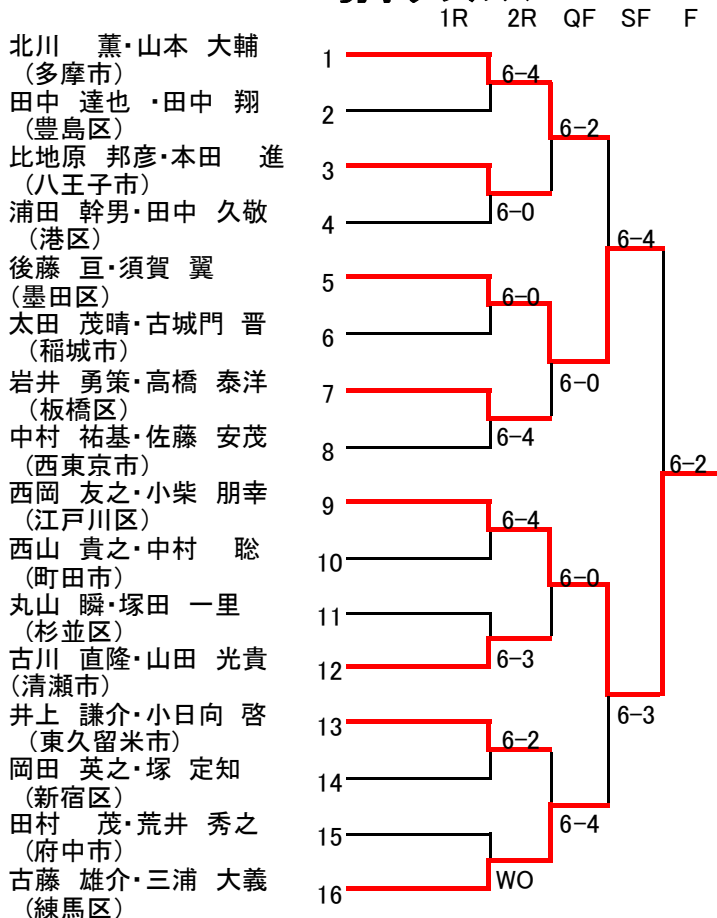 1R 2R QF SF F
北川 薫・山本 大輔
（多摩市）
1
6-4
田中 達也 ・田中 翔
（豊島区）
2
6-2
比地原 邦彦・本田 進
（八王子市）
3
6-0
浦田 幹男・田中 久敬
（港区）
4
6-4
後藤 亘・須賀 翼
（墨田区）
5
6-0
太田 茂晴・古城門 晋
（稲城市）
6
6-0
岩井 勇策・高橋 泰洋
（板橋区）
7
6-4
中村 祐基・佐藤 安茂
（西東京市）
8
6-2
西岡 友之・小柴 朋幸
（江戸川区）
9
6-4
西山 貴之・中村 聡
（町田市）
10
6-0
丸山 瞬・塚田 一里
（杉並区）
11
6-3
古川 直隆・山田 光貴
（清瀬市）
12
6-3
井上 謙介・小日向 啓
（東久留米市）
13
6-2
岡田 英之・塚 定知
（新宿区）
14
6-4
田村 茂・荒井 秀之
（府中市）
15
WO
古藤 雄介・三浦 大義
（練馬区）
16